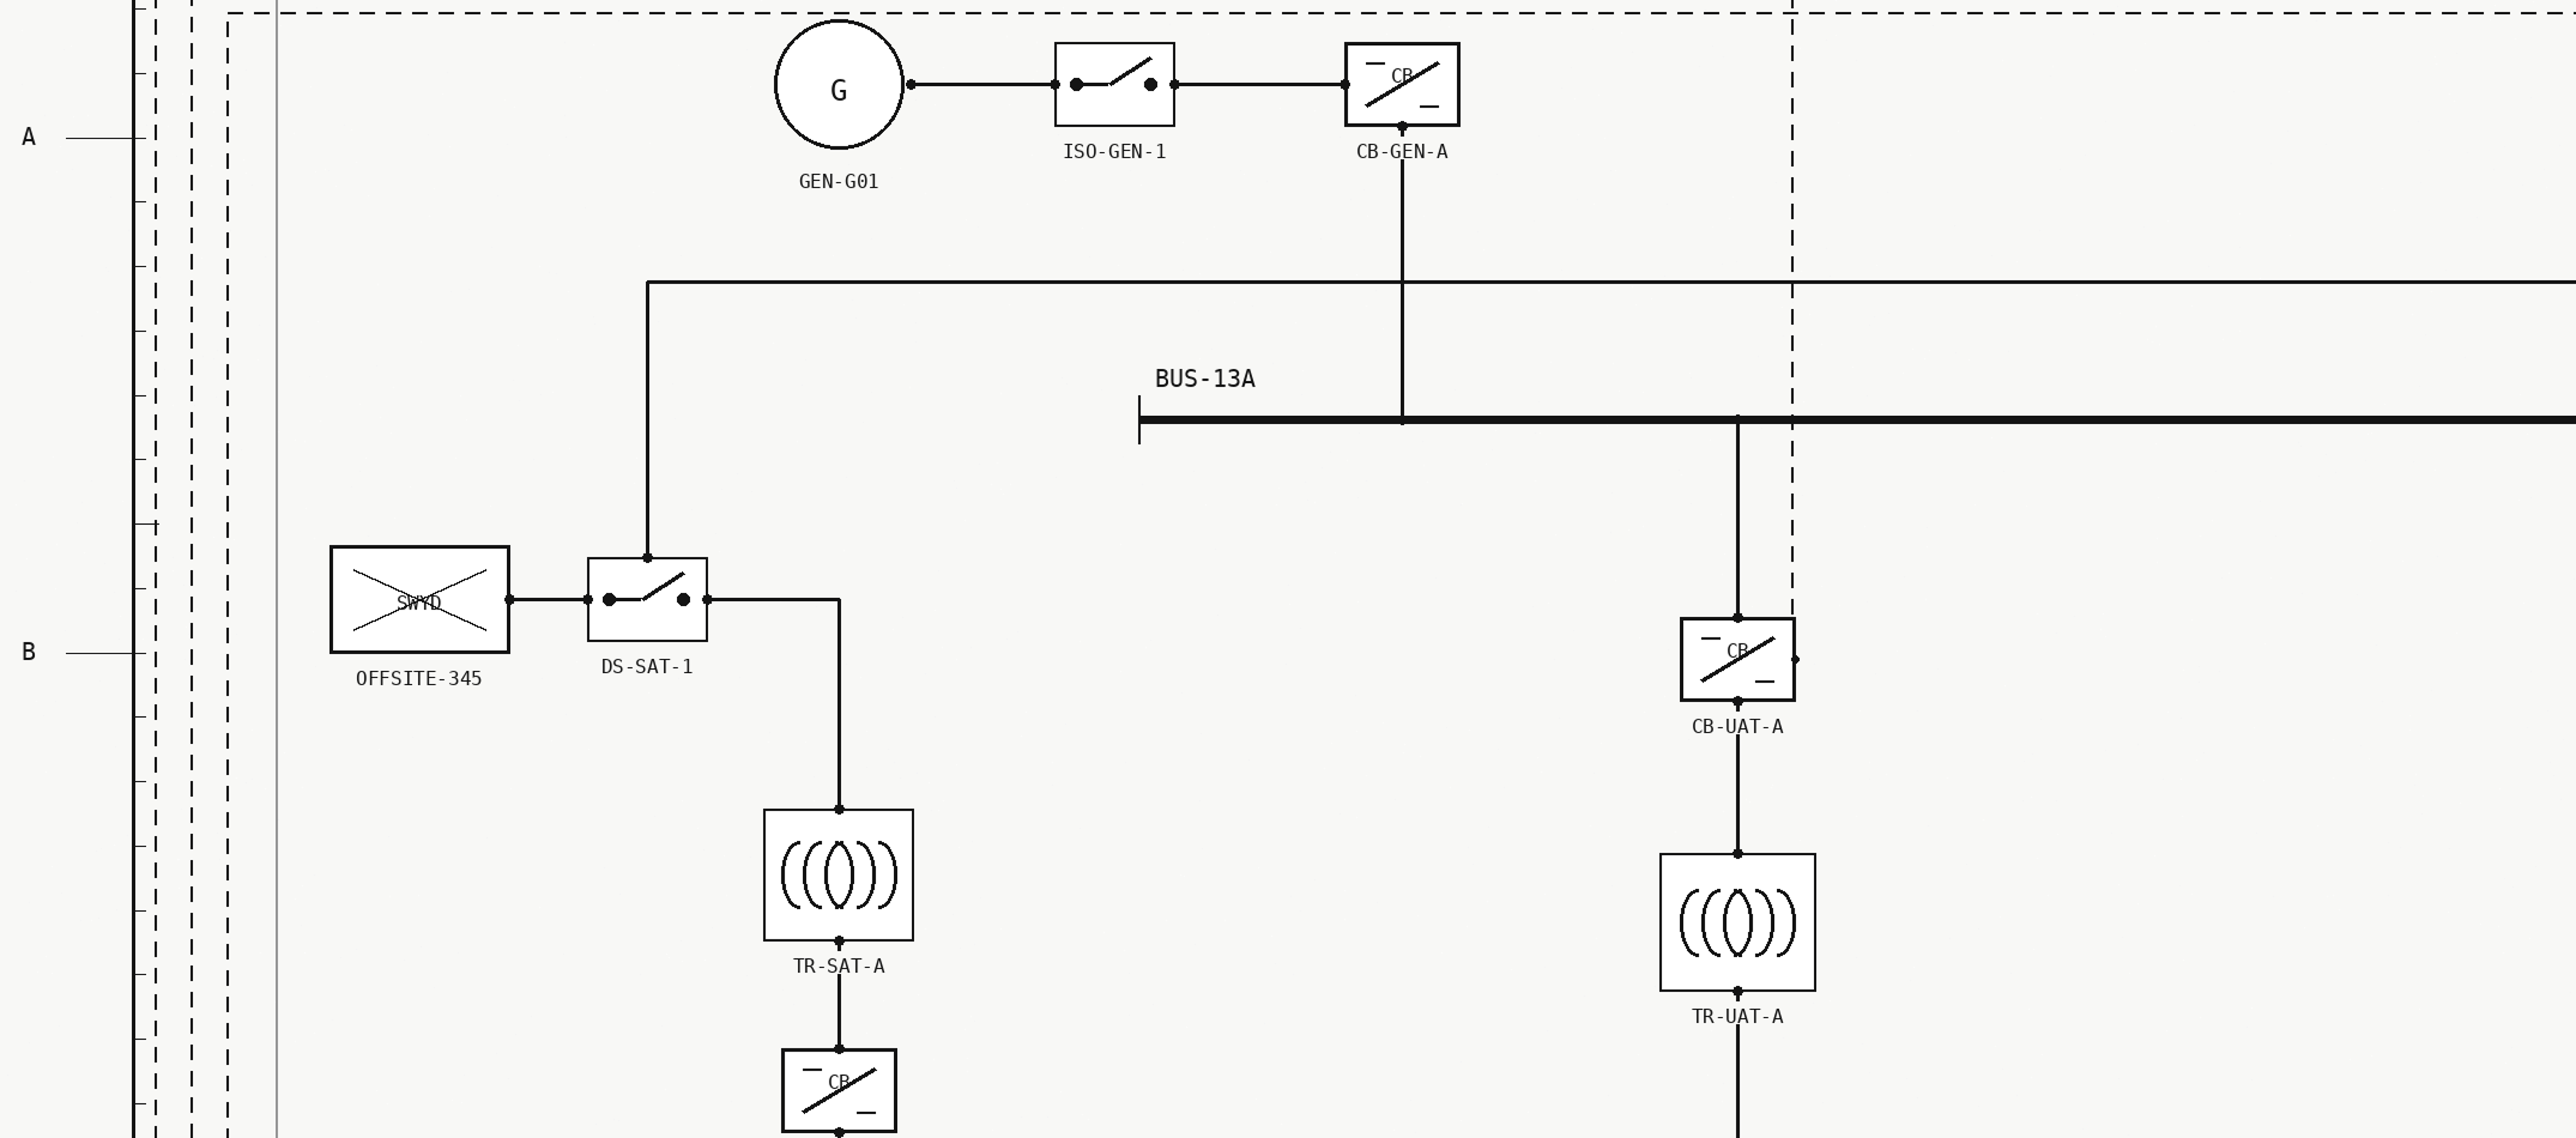 G
CB
A
ISO-GEN-1
CB-GEN-A
GEN-G01
BUS-13A
SWYD
CB
B
DS-SAT-1
OFFSITE-345
CB-UAT-A
TR-SAT-A
TR-UAT-A
CB